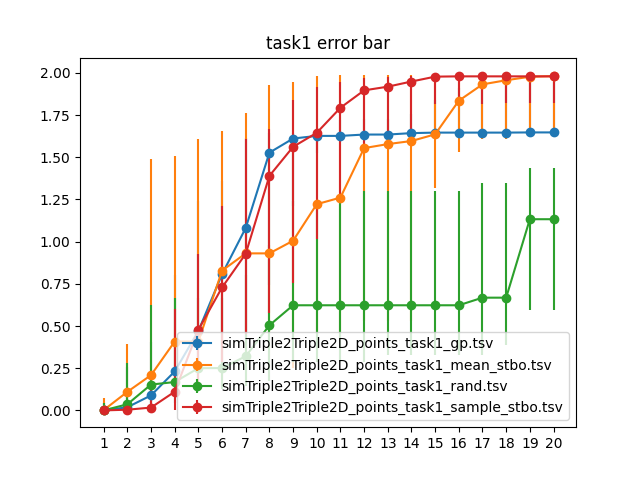 task1 error bar
2.00
1.75
1.50
1.25
1.00
0.75
0.50
0.25
0.00
simTriple2Triple2D_points_task1_gp.tsv
simTriple2Triple2D_points_task1_mean_stbo.tsv
simTriple2Triple2D_points_task1_rand.tsv
simTriple2Triple2D_points_task1_sample_stbo.tsv
1 2 3 4 5 6 7 8 9 10 11 12 13 14 15 16 17 18 19 20